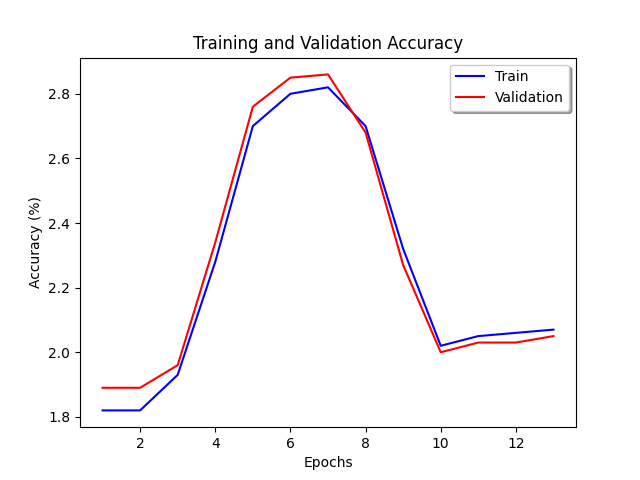 Training and Validation Accuracy
Train
Validation
Accuracy (%)
2.8
2.6
2.4
2.2
2.0
1.8
2 4 6 8 10 12
Epochs